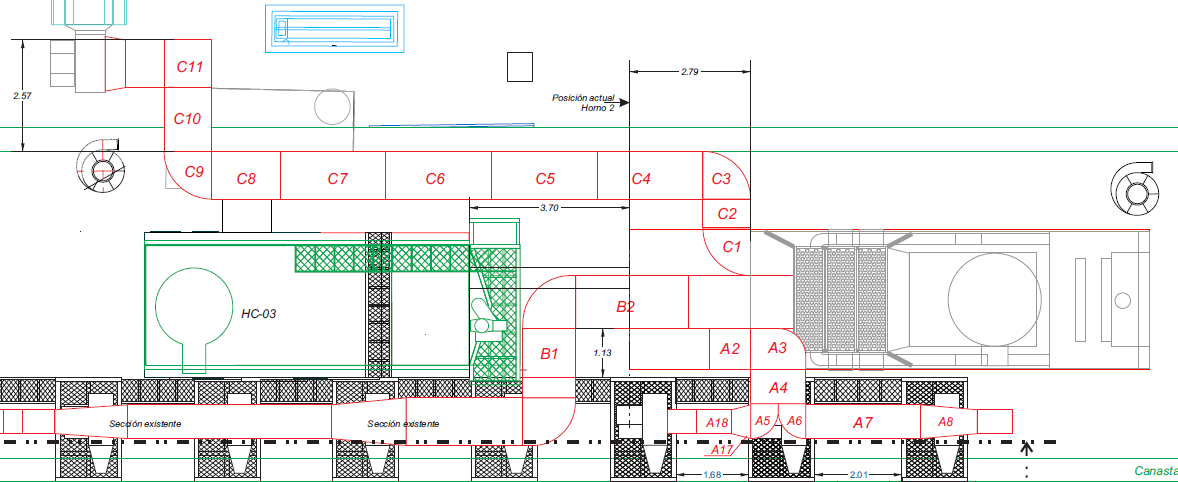 C11
2.57
C10
2.79
Posición actual
Horno 2
C9
C8
C7
C6
C5
C4
C3
C2
3.70
C1
HC-03
B2
B1
1.13
A2
A3
A4
Sección existente
Sección existente
A18
A5
A6
A7
A8
A17
1.68
2.01
Canasta